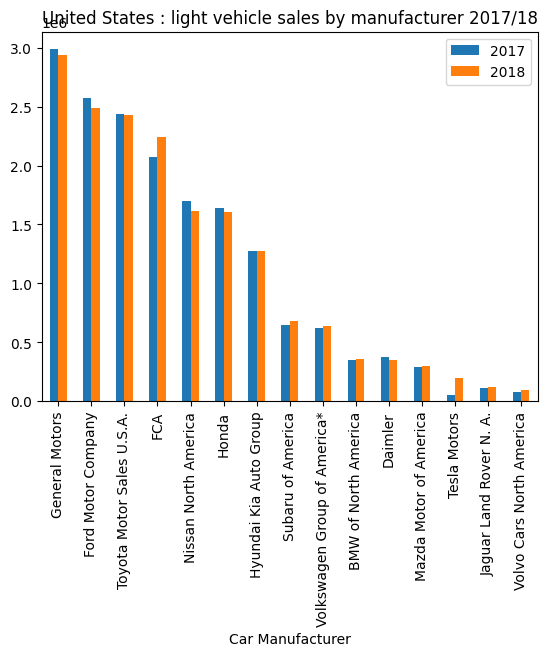 United States : light vehicle sales by manufacturer 2017/18
1e6
2017
2018
3.0
2.5
2.0
1.5
1.0
0.5
0.0
General Motors
Ford Motor Company
Toyota Motor Sales U.S.A.
FCA
Nissan North America
Honda
Hyundai Kia Auto Group
Subaru of America
Volkswagen Group of America*
BMW of North America
Daimler
Mazda Motor of America
Tesla Motors
Jaguar Land Rover N. A.
Volvo Cars North America
Car Manufacturer